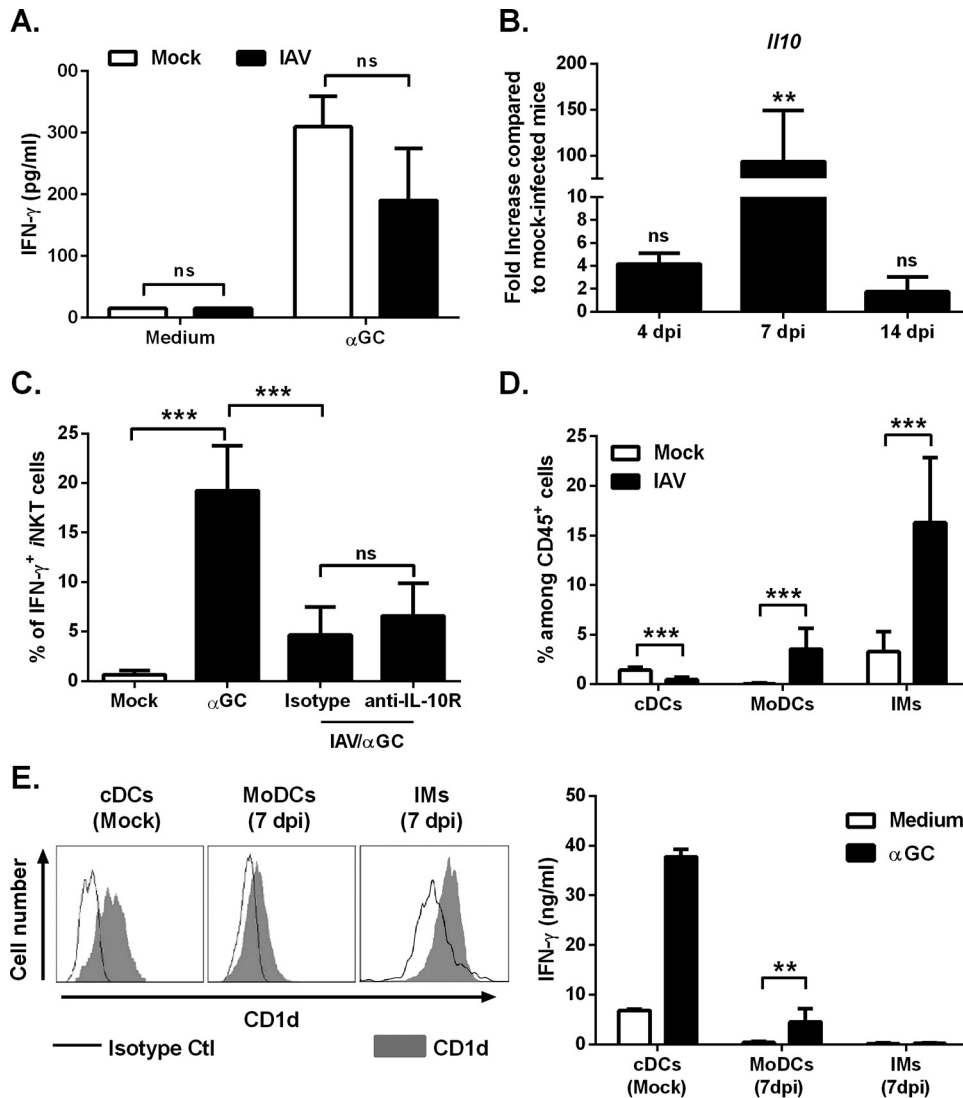 A.
Mock IAV
IFN-γ (pg/ml)
00
300
200
100
00
ns
ns
Medium
αGC
B.
Il10
Fold Increase compared
to mock-infected mice
200
150
100
50
10
8
6
4
2
0
ns
**
ns
4 dpi
7 dpi
14 dpi
C.
% of IFN-γ+ iNKT cells
25
20
15
10
5
0
***
***
ns
Mock
αGC
Isotype
anti-IL-10R
IAV/αGC
D.
% among CD45+ cells
25
20
15
10
5
0
Mock
IAV
***
***
***
cDCs
MoDCs
IMs
E.
cDCs
(Mock)
MoDCs
(7 dpi)
IMs
(7 dpi)
Cell number
CD1d
Isotype Ctl
CD1d
IFN-γ (ng/ml)
50
40
30
20
10
0
Medium
αGC
**
cDCs
(Mock)
MoDCs
(7dpi)
IMs
(7dpi)